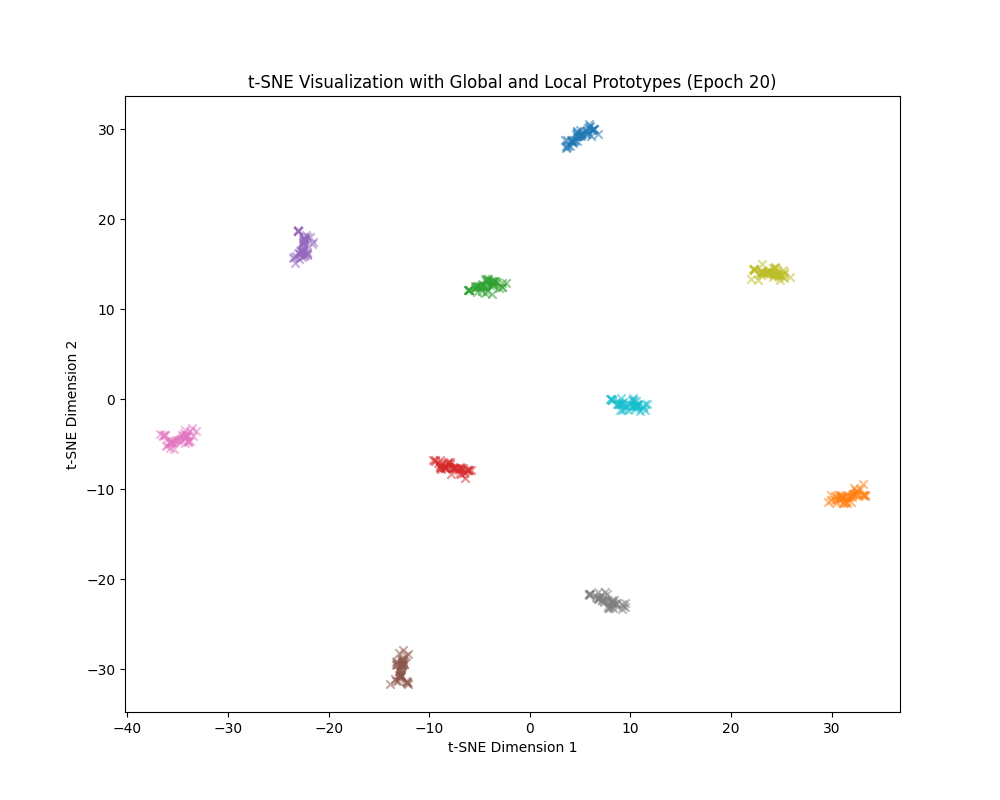 t-SNE Visualization with Global and Local Prototypes (Epoch 20)
30
20
10
0
−10
−20
−30
t-SNE Dimension 2
−40 −30 −20 −10 0 10 20 30
t-SNE Dimension 1